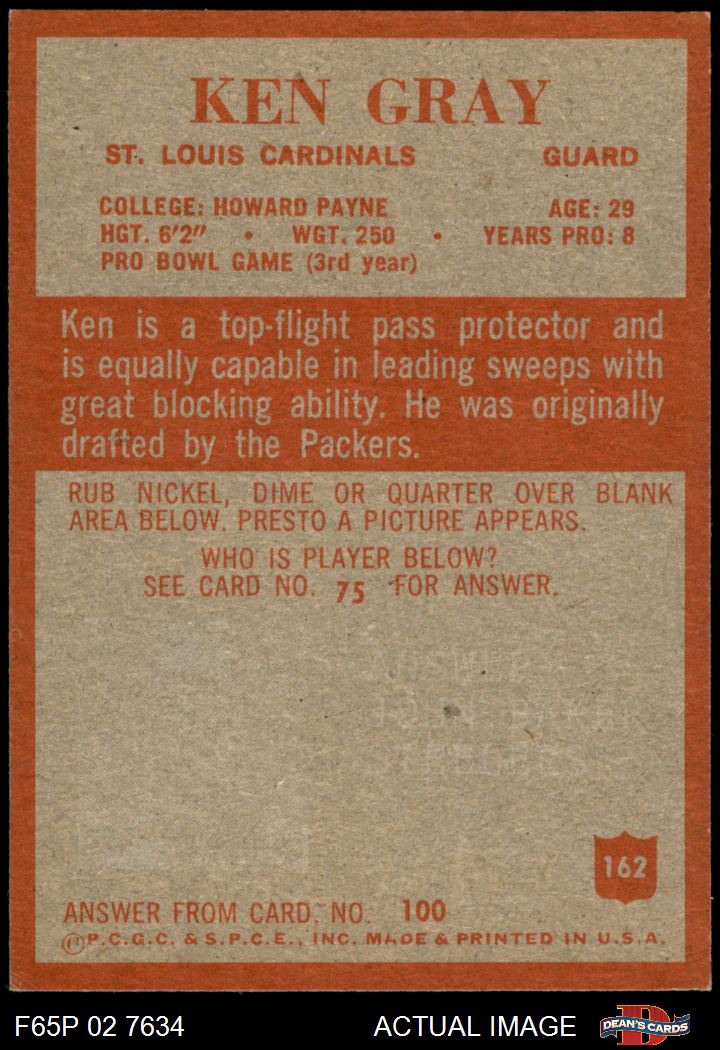 KEN GRAY
ST. LOUIS CARDINALS GUARD
COLLEGE: HOWARD PAYNE AGE: 29
HGT. 6'2" • WGT. 250 • YEARS PRO: 8
PRO BOWL GAME (3rd year)
Ken is a top-flight pass protector and
is equally capable in leading sweeps with
great blocking ability. He was originally
drafted by the Packers.
RUB NICKEL, DIME OR QUARTER OVER BLANK
AREA BELOW. PRESTO A PICTURE APPEARS.
WHO IS PLAYER BELOW?
SEE CARD NO. 75 FOR ANSWER.
162
ANSWER FROM CARD NO. 100
©P.C.G.C. & S.P.C.E., INC. MADE & PRINTED IN U.S.A.
F65P 02 7634 ACTUAL IMAGE DEAN'S CARDS